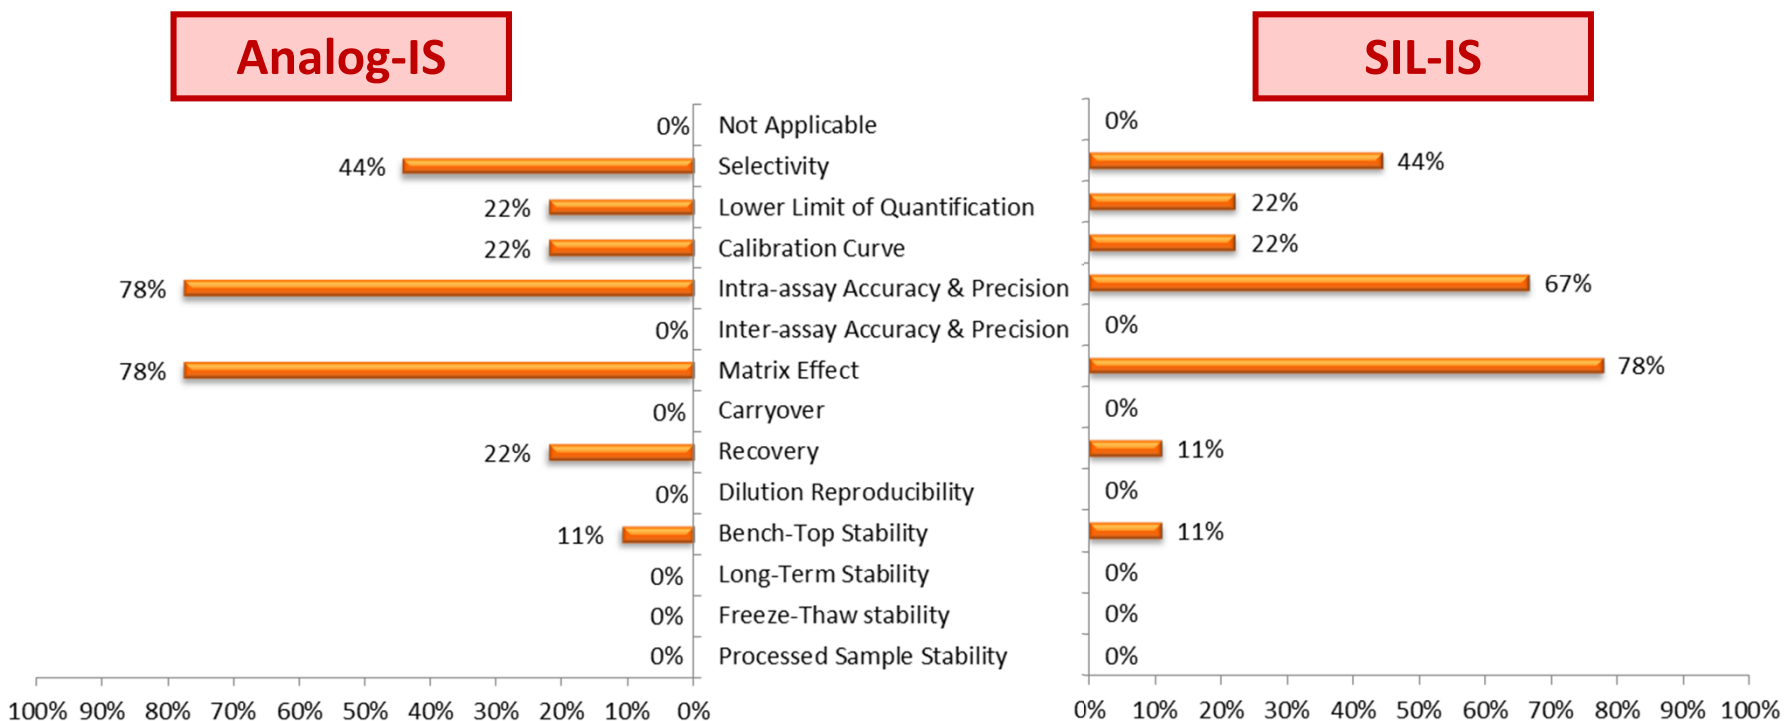 Analog-IS SIL-IS
0% Not Applicable 0%
44% Selectivity 44%
22% Lower Limit of Quantification 22%
22% Calibration Curve 22%
78% Intra-assay Accuracy & Precision 67%
0% Inter-assay Accuracy & Precision 0%
78% Matrix Effect 78%
0% Carryover 0%
22% Recovery 11%
0% Dilution Reproducibility 0%
11% Bench-Top Stability 11%
0% Long-Term Stability 0%
0% Freeze-Thaw stability 0%
0% Processed Sample Stability 0%
100% 90% 80% 70% 60% 50% 40% 30% 20% 10% 0% 0% 10% 20% 30% 40% 50% 60% 70% 80% 90% 100%